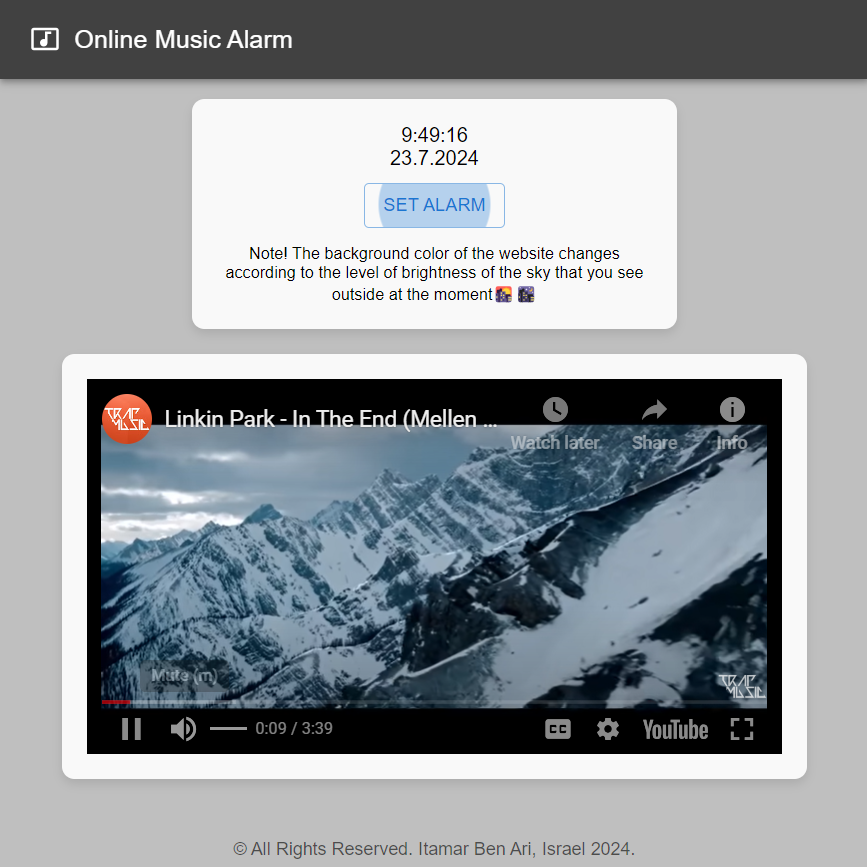 Online Music Alarm
9:49:16
23.7.2024
SET ALARM
Note! The background color of the website changes
according to the level of brightness of the sky that you see
outside at the moment
TRAP
MUSIC
Linkin Park - In The End (Mellen ...
Watch later
Share
Info
Mute (m)
TRAP
MUSIC
0:09 / 3:39
CC
YouTube
© All Rights Reserved. Itamar Ben Ari, Israel 2024.